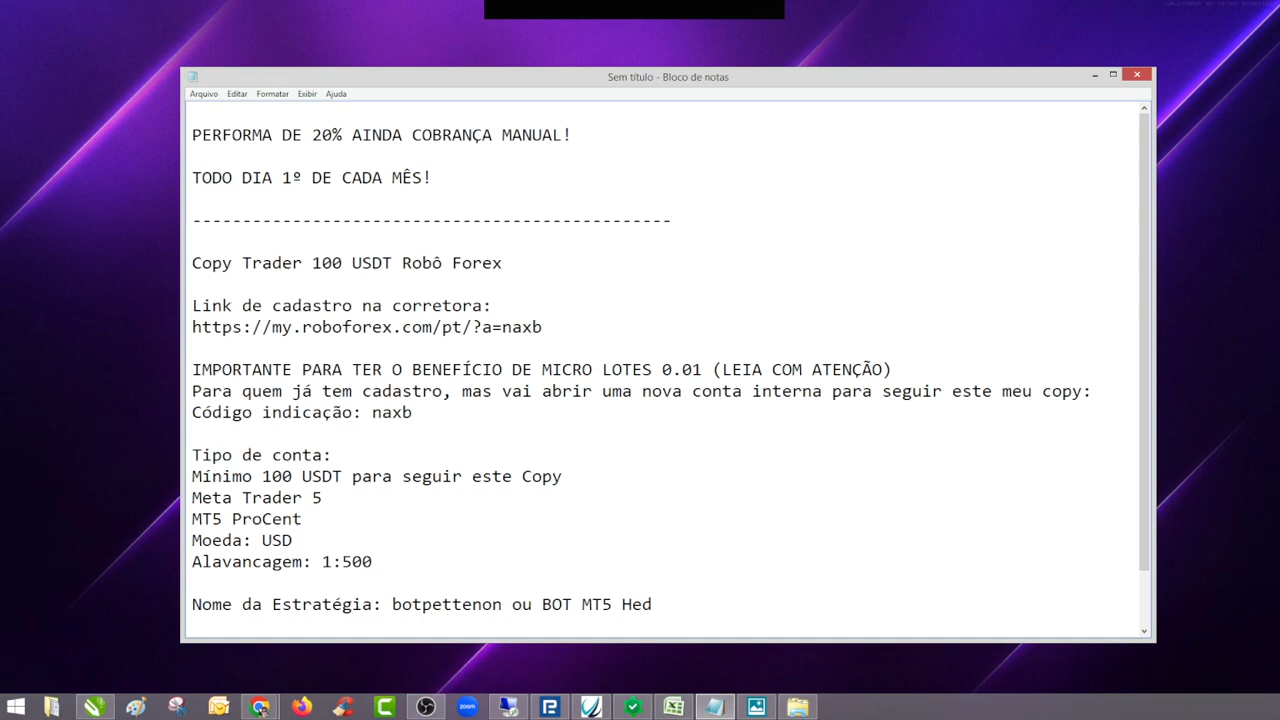 Sem título - Bloco de notas
Arquivo Editar Formatar Exibir Ajuda
PERFORMA DE 20% AINDA COBRANÇA MANUAL!
TODO DIA 1º DE CADA MÊS!
------------------------------------------------
Copy Trader 100 USDT Robô Forex
Link de cadastro na corretora:
https://my.roboforex.com/pt/?a=naxb
IMPORTANTE PARA TER O BENEFÍCIO DE MICRO LOTES 0.01 (LEIA COM ATENÇÃO)
Para quem já tem cadastro, mas vai abrir uma nova conta interna para seguir este meu copy:
Código indicação: naxb
Tipo de conta:
Mínimo 100 USDT para seguir este Copy
Meta Trader 5
MT5 ProCent
Moeda: USD
Alavancagem: 1:500
Nome da Estratégia: botpettenon ou BOT MT5 Hed
zoom